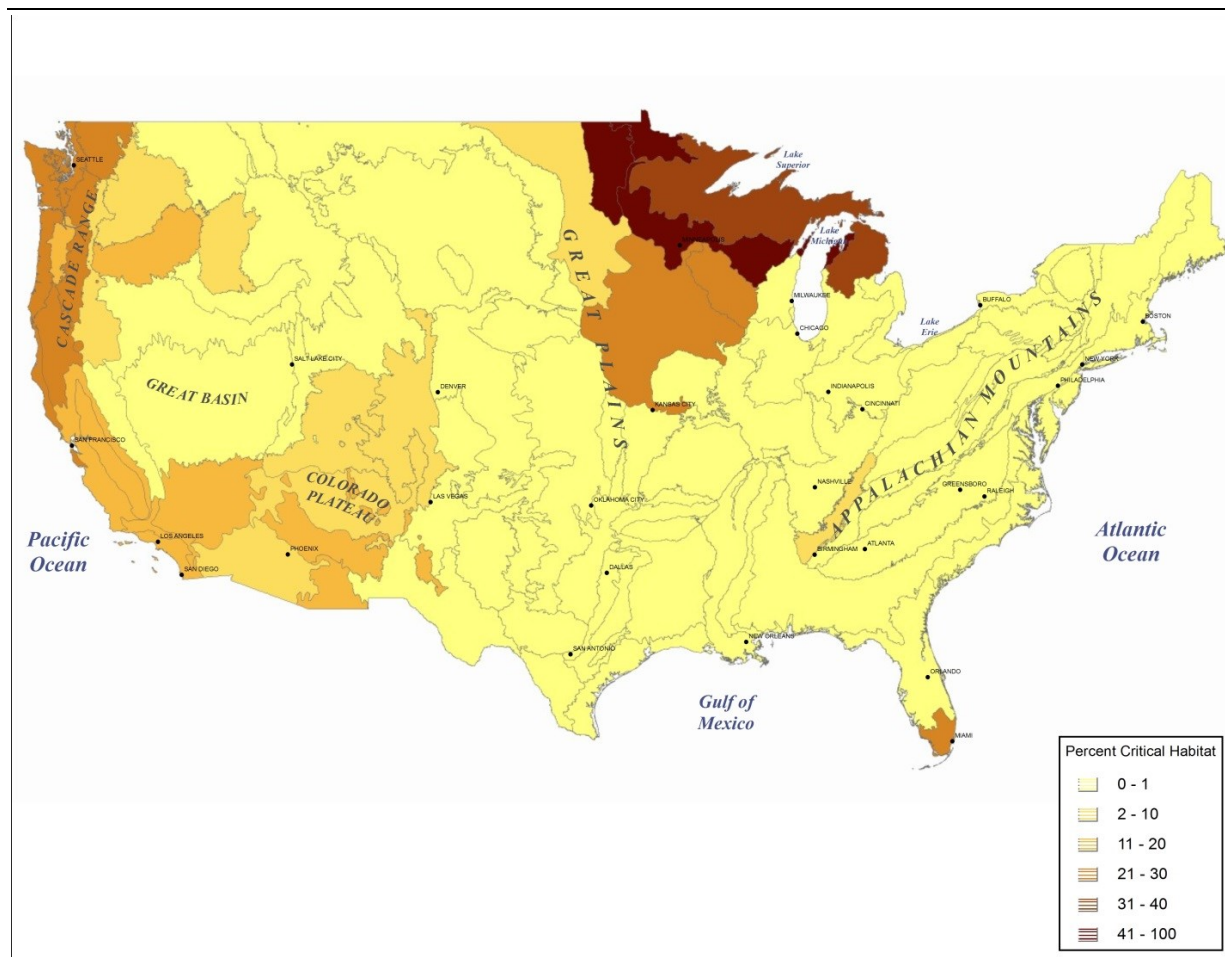 SEATTLE
CASCADE RANGE
Lake
Superior
Lake
Michigan
GREAT PLAINS
MILWAUKEE
CHICAGO
BUFFALO
Lake
Erie
BOSTON
NEW YORK
PHILADELPHIA
SALT LAKE CITY
GREAT BASIN
DENVER
KANSAS CITY
INDIANAPOLIS
CINCINNATI
APPALACHIAN MOUNTAINS
SAN FRANCISCO
COLORADO
PLATEAU
LAS VEGAS
OKLAHOMA CITY
NASHVILLE
GREENSBORO
RALEIGH
Pacific
Ocean
LOS ANGELES
SAN DIEGO
PHOENIX
DALLAS
BIRMINGHAM
ATLANTA
Atlantic
Ocean
SAN ANTONIO
NEW ORLEANS
ORLANDO
MIAMI
Gulf of
Mexico
Percent Critical Habitat
0 - 1
2 - 10
11 - 20
21 - 30
31 - 40
41 - 100